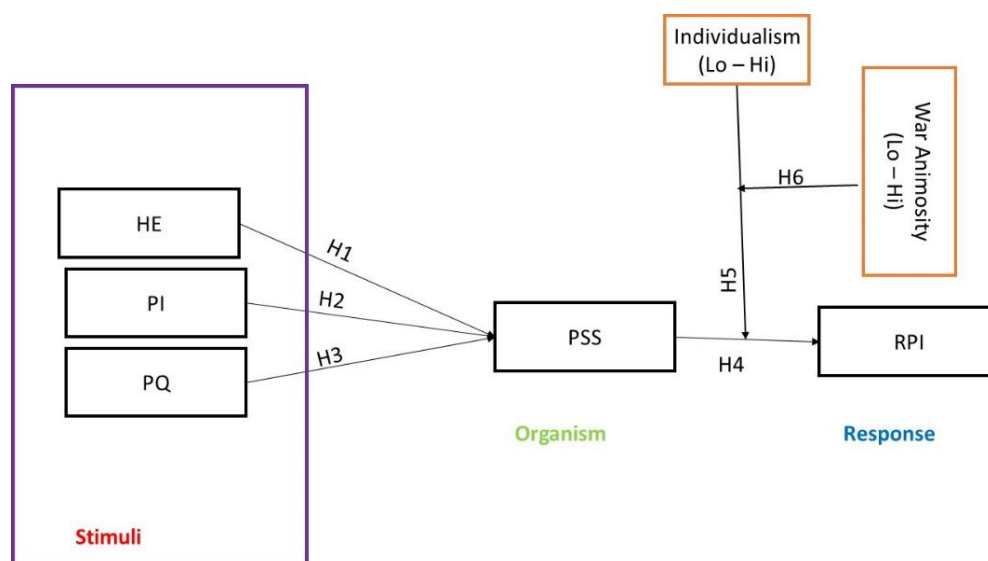 Individualism
(Lo – Hi)
War Animosity
(Lo – Hi)
H6
HE
H1
PI
H2
H5
PSS
RPI
H3
H4
PQ
Organism
Response
Stimuli